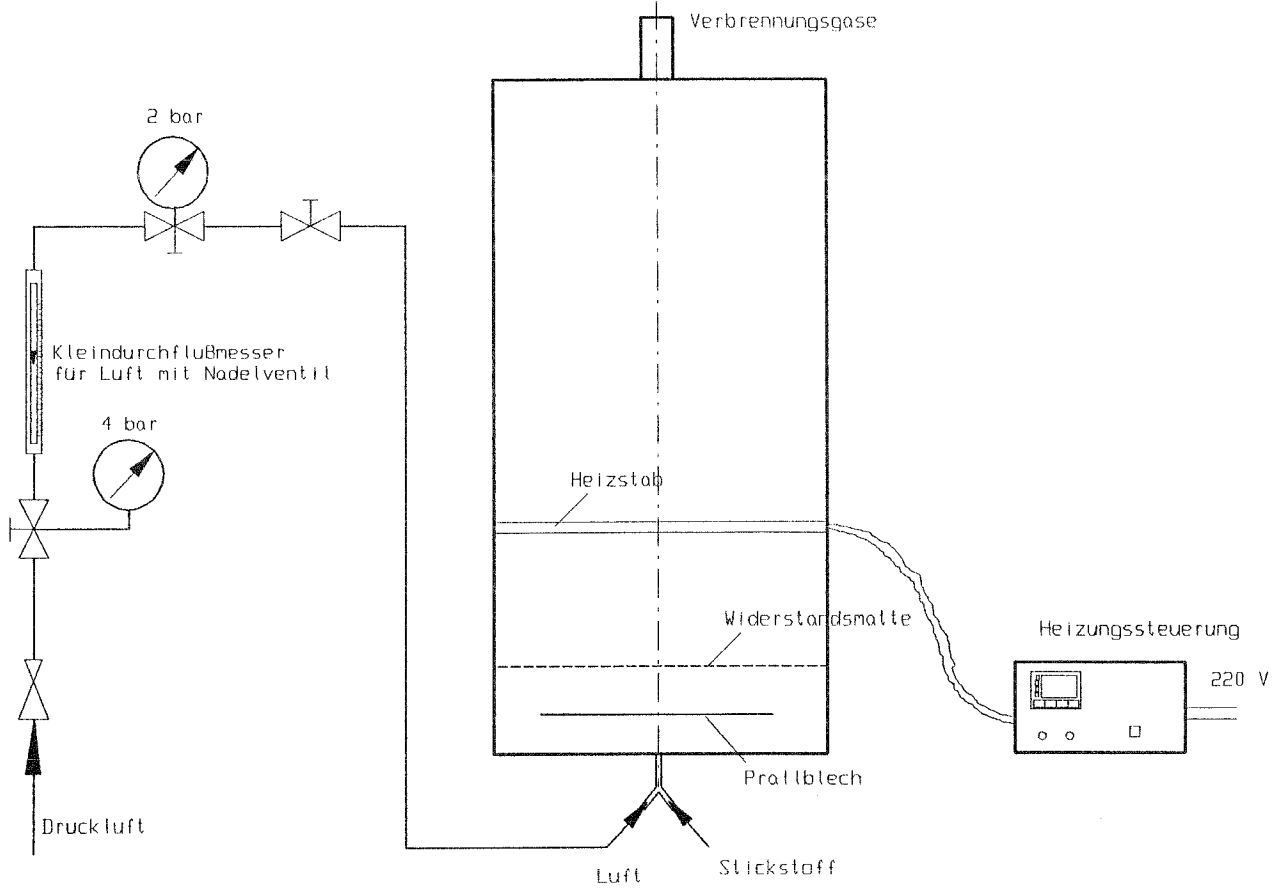 Verbrennungsgase
2 bar
Kleindurchflußmesser
für Luft mit Nadelventil
4 bar
Heizstab
Widerstandsmatte
Heizungssteuerung
220 V
Prallblech
Druckluft
Luft
Stickstoff